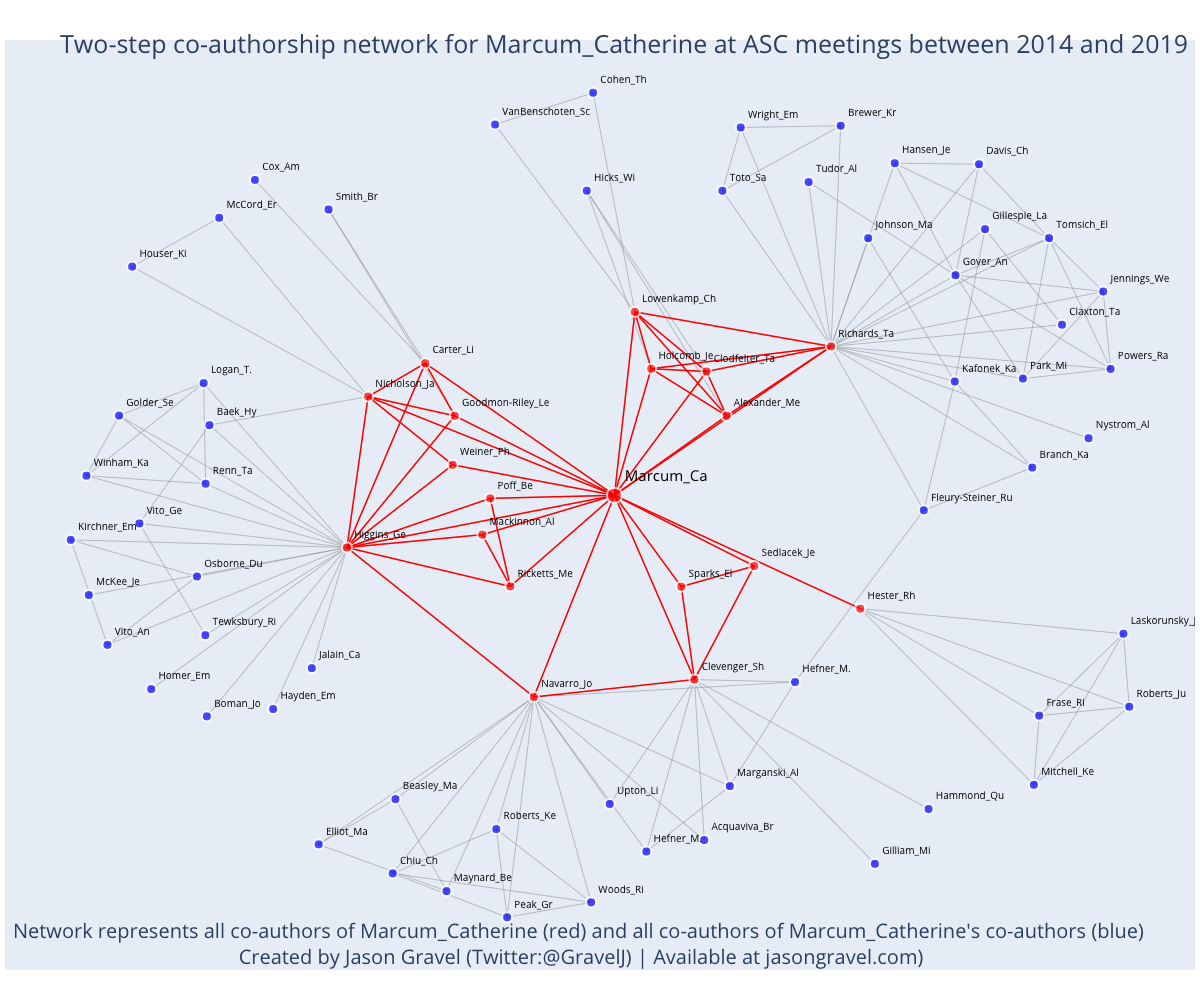 Two-step co-authorship network for Marcum_Catherine at ASC meetings between 2014 and 2019
Cohen_Th
VanBenschoten_Sc
Wright_Em
Brewer_Kr
Hansen_Je
Davis_Ch
Cox_Am
Hicks_Wi
Toto_Sa
Tudor_Al
Smith_Br
McCord_Er
Gillespie_La
Johnson_Ma
Tomsich_El
Houser_Ki
Gover_An
Jennings_We
Lowenkamp_Ch
Claxton_Ta
Richards_Ta
Carter_Li
Holcomb_Je
Clodfelter_Ta
Powers_Ra
Logan_T.
Nicholson_Ja
Kafonek_Ka
Park_Mi
Golder_Se
Baek_Hy
Goodmon-Riley_Le
Alexander_Me
Nystrom_Al
Winham_Ka
Renn_Ta
Weiner_Ph
Branch_Ka
Marcum_Ca
Poff_Be
Fleury-Steiner_Ru
Vito_Ge
Mackinnon_Al
Kirchner_Em
Higgins_Ge
Sedlacek_Je
Osborne_Du
McKee_Je
Ricketts_Me
Sparks_El
Hester_Rh
Tewksbury_Ri
Vito_An
Laskorunsky_J
Jalain_Ca
Homer_Em
Navarro_Jo
Clevenger_Sh
Hefner_M.
Boman_Jo
Hayden_Em
Frase_Ri
Roberts_Ju
Beasley_Ma
Upton_Li
Marganski_Al
Mitchell_Ke
Elliot_Ma
Roberts_Ke
Hefner_M.
Acquaviva_Br
Hammond_Qu
Chiu_Ch
Maynard_Be
Gilliam_Mi
Peak_Gr
Woods_Ri
Network represents all co-authors of Marcum_Catherine (red) and all co-authors of Marcum_Catherine's co-authors (blue)
Created by Jason Gravel (Twitter:@GravelJ) | Available at jasongravel.com)